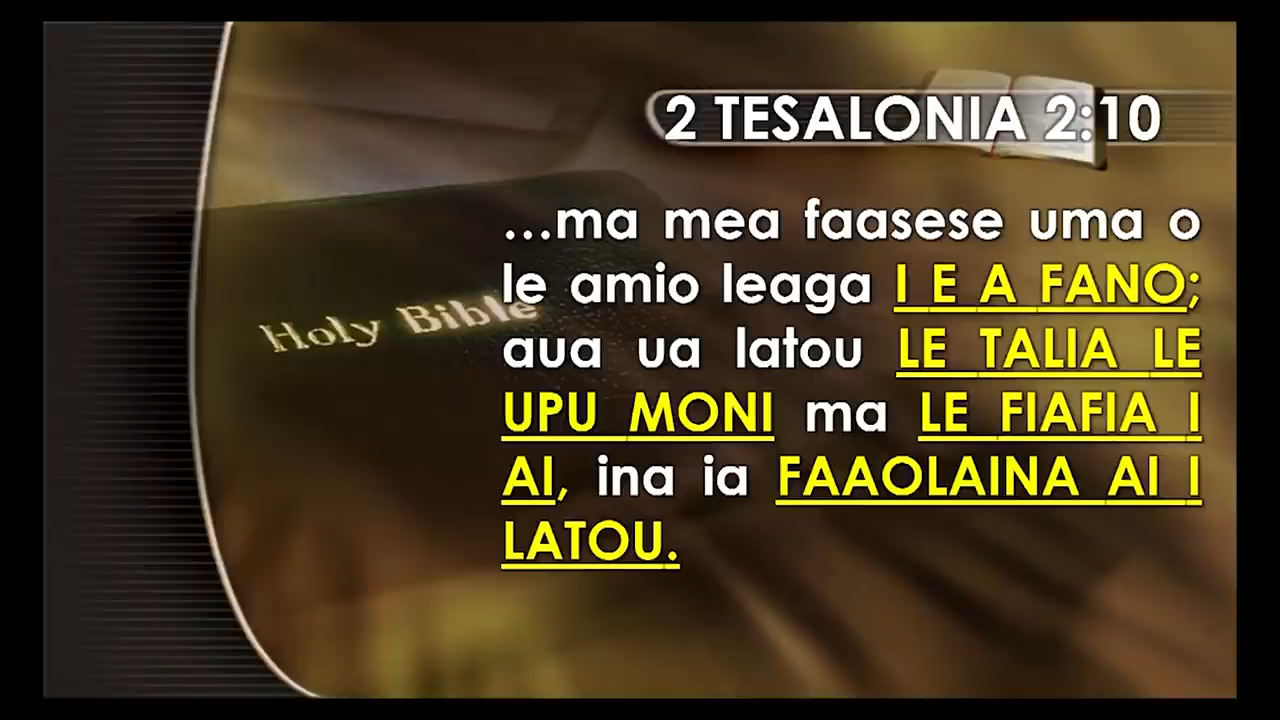 2 TESALONIA 2:10
…ma mea faasese uma o
le amio leaga I E A FANO;
Holy Bible
aua ua latou LE TALIA LE
UPU MONI ma LE FIAFIA I
AI, ina ia FAAOLAINA AI I
LATOU.